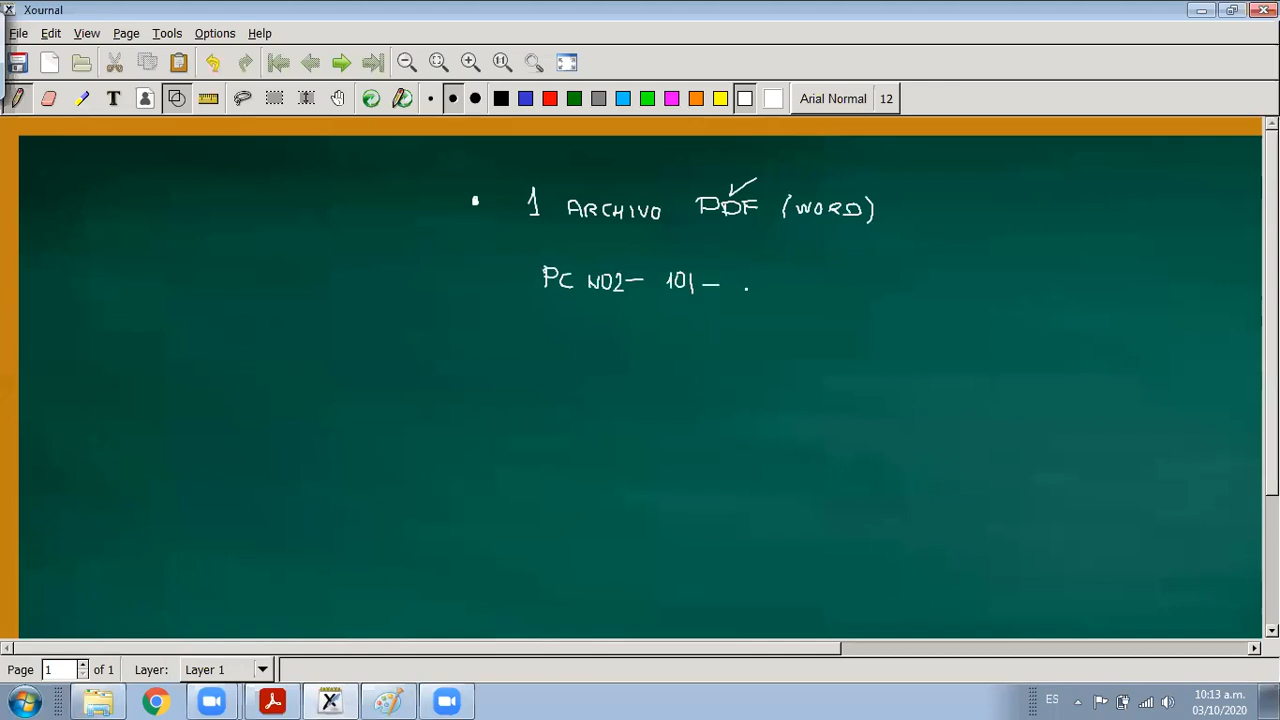 Xournal
File Edit View Page Tools Options Help
Arial Normal 12
• 1 ARCHIVO PDF (WORD)
PC NO2- 101- .
Page 1 of 1 Layer: Layer 1
ES 10:13 a.m.
03/10/2020